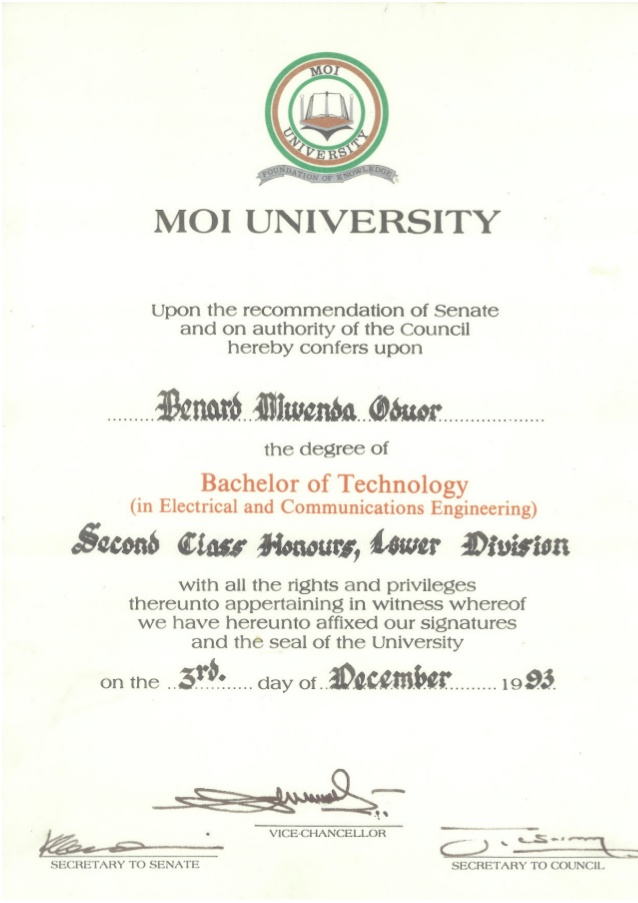 MOI
UNIVERSITY
FOUNDATION OF KNOWLEDGE
MOI UNIVERSITY
Upon the recommendation of Senate
and on authority of the Council
hereby confers upon
Benard Mwenda Oduor
the degree of
Bachelor of Technology
(in Electrical and Communications Engineering)
Second Class Honours, Lower Division
with all the rights and privileges
thereunto appertaining in witness whereof
we have hereunto affixed our signatures
and the seal of the University
on the 3rd. day of December 1993
VICE-CHANCELLOR
SECRETARY TO SENATE
SECRETARY TO COUNCIL